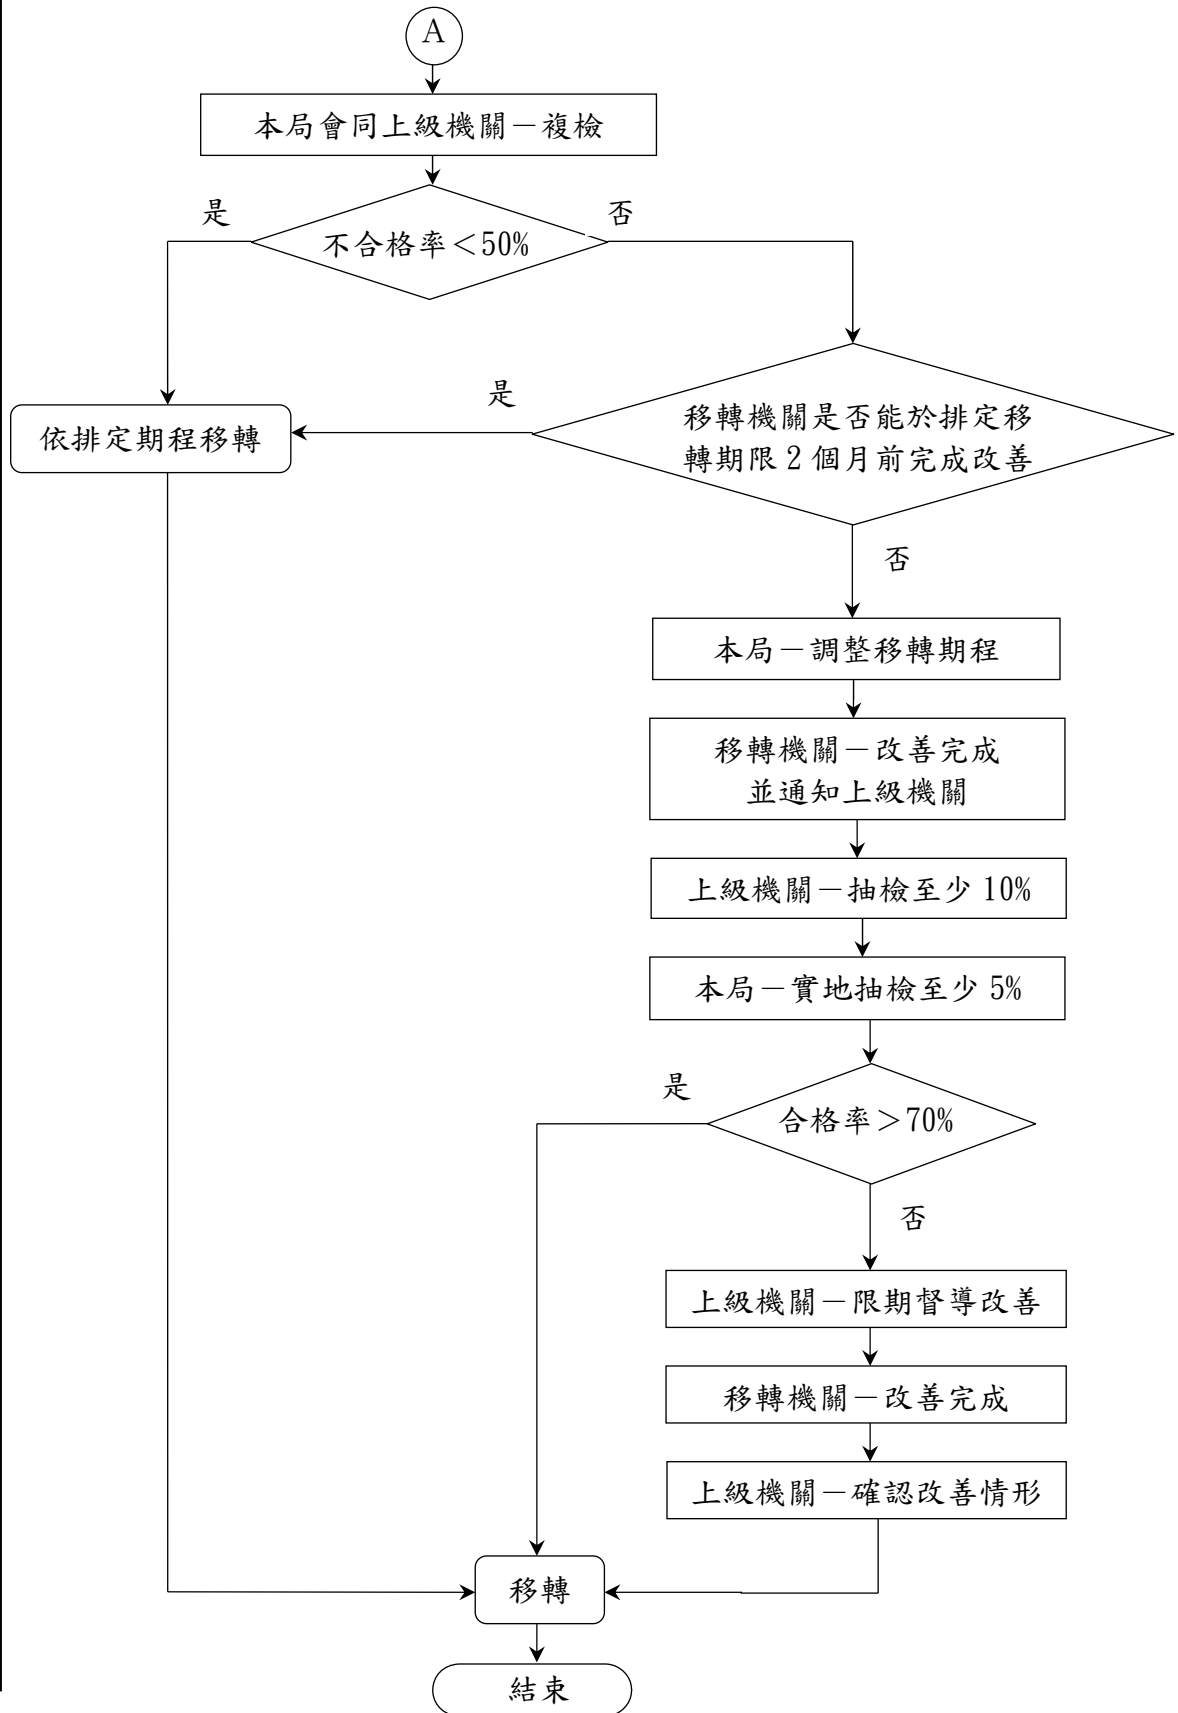 A
本局會同上級機關－複檢
是
否
不合格率＜50%
是
移轉機關是否能於排定移
轉期限 2 個月前完成改善
依排定期程移轉
否
本局－調整移轉期程
移轉機關－改善完成
並通知上級機關
上級機關－抽檢至少 10%
本局－實地抽檢至少 5%
是
合格率＞70%
否
上級機關－限期督導改善
移轉機關－改善完成
上級機關－確認改善情形
移轉
結束